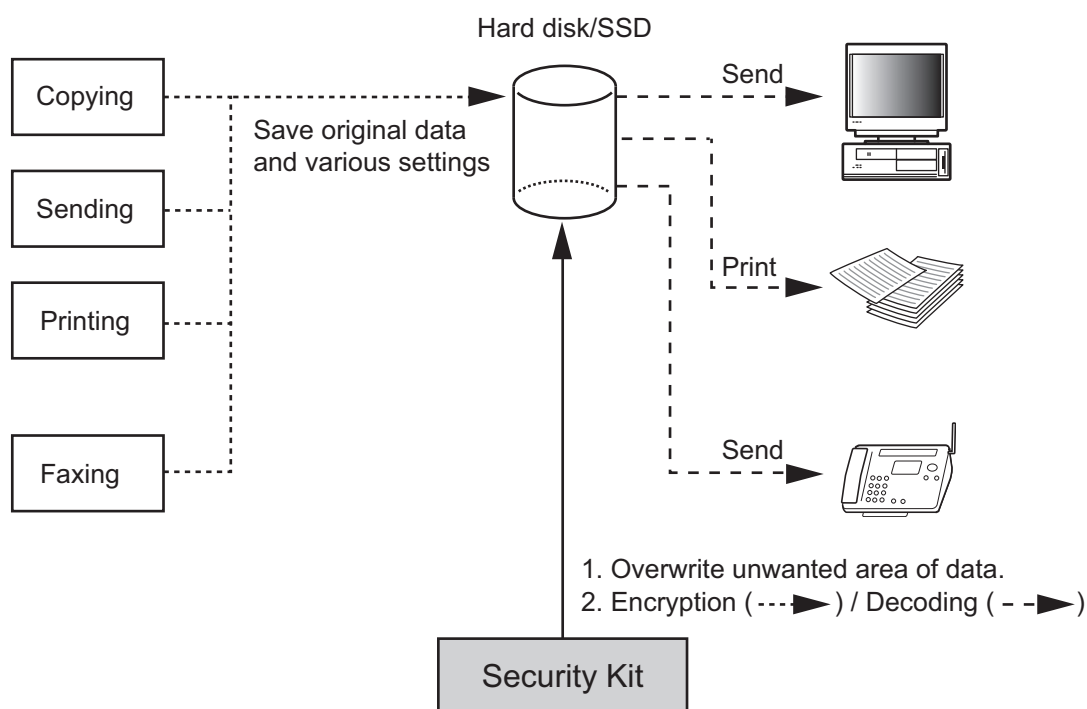 Hard disk/SSD
Copying
Sending
Printing
Faxing
Save original data
and various settings
Send
Print
Send
1. Overwrite unwanted area of data.
2. Encryption ( ) / Decoding ( )
Security Kit